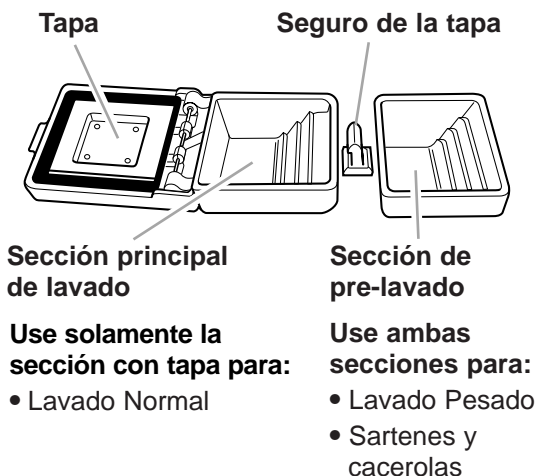 Tapa
Seguro de la tapa
Sección principal
de lavado
Sección de
pre-lavado
Use solamente la
sección con tapa para:
• Lavado Normal
Use ambas
secciones para:
• Lavado Pesado
• Sartenes y
cacerolas